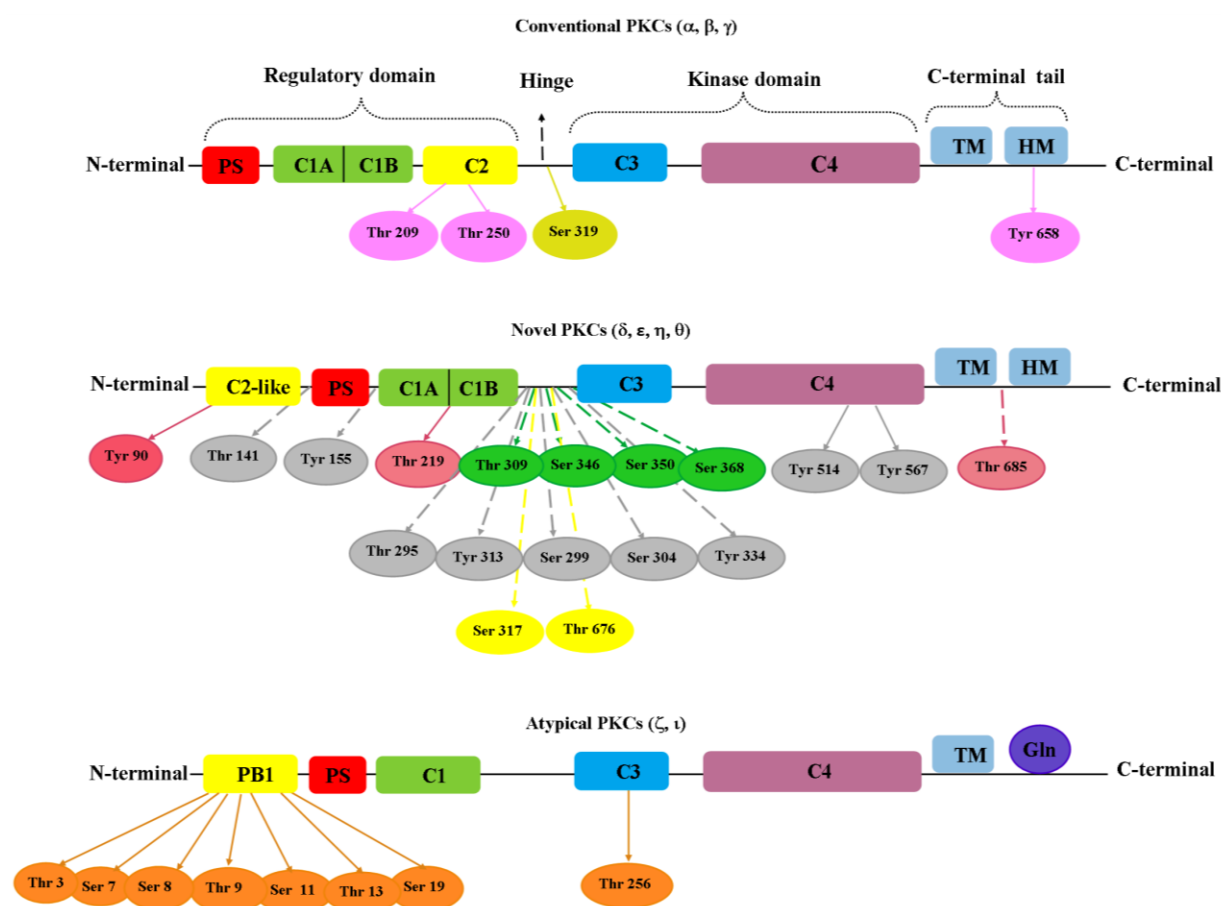 Conventional PKCs (α, β, γ)
Regulatory domain
Hinge
Kinase domain
C-terminal tail
N-terminal
PS
C1A
C1B
C2
C3
C4
TM
HM
C-terminal
Thr 209
Thr 250
Ser 319
Tyr 658
Novel PKCs (δ, ε, η, θ)
N-terminal
C2-like
PS
C1A
C1B
C3
C4
TM
HM
C-terminal
Tyr 90
Thr 141
Tyr 155
Thr 219
Thr 309
Ser 346
Ser 350
Ser 368
Tyr 514
Tyr 567
Thr 685
Thr 295
Tyr 313
Ser 299
Ser 304
Tyr 334
Ser 317
Thr 676
Atypical PKCs (ζ, ι)
N-terminal
PB1
PS
C1
C3
C4
TM
Gln
C-terminal
Thr 3
Ser 7
Ser 8
Thr 9
Ser 11
Thr 13
Ser 19
Thr 256